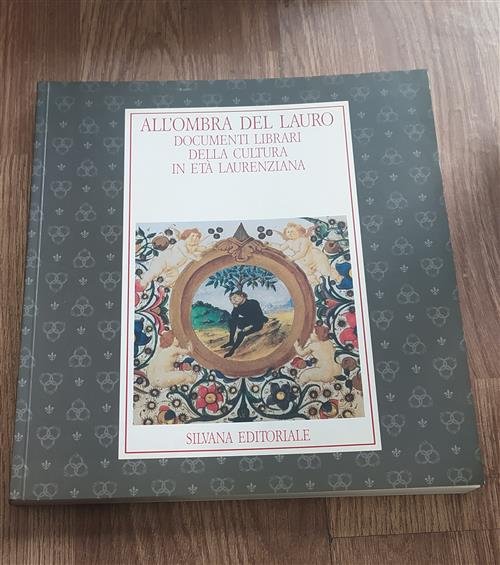 ALL'OMBRA DEL LAURO
DOCUMENTI LIBRARI
DELLA CULTURA
IN ETÀ LAURENZIANA
SILVANA EDITORIALE